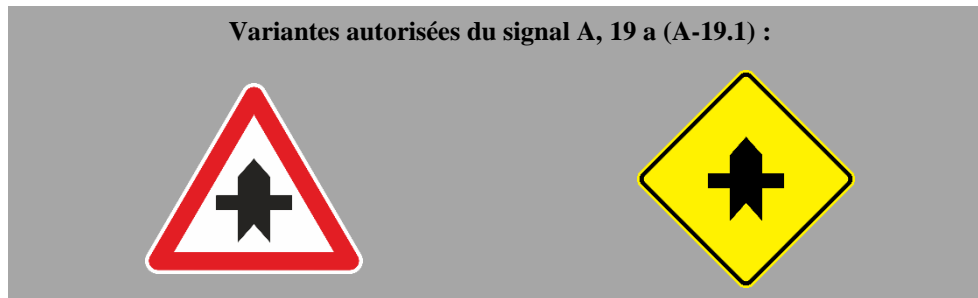 Variantes autorisées du signal A, 19 a (A-19.1) :